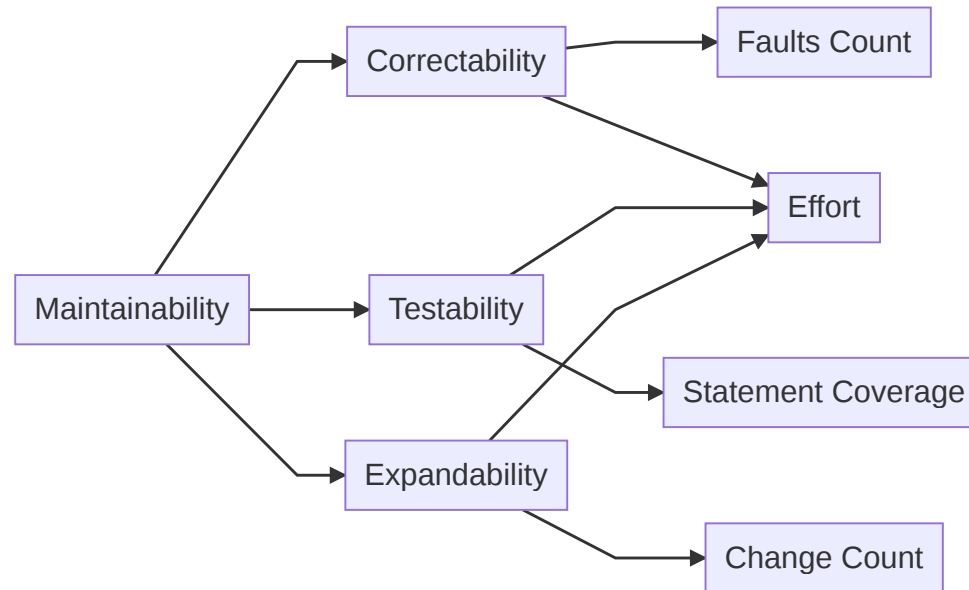 Maintainability
Correctability
Testability
Expandability
Faults Count
Effort
Statement Coverage
Change Count